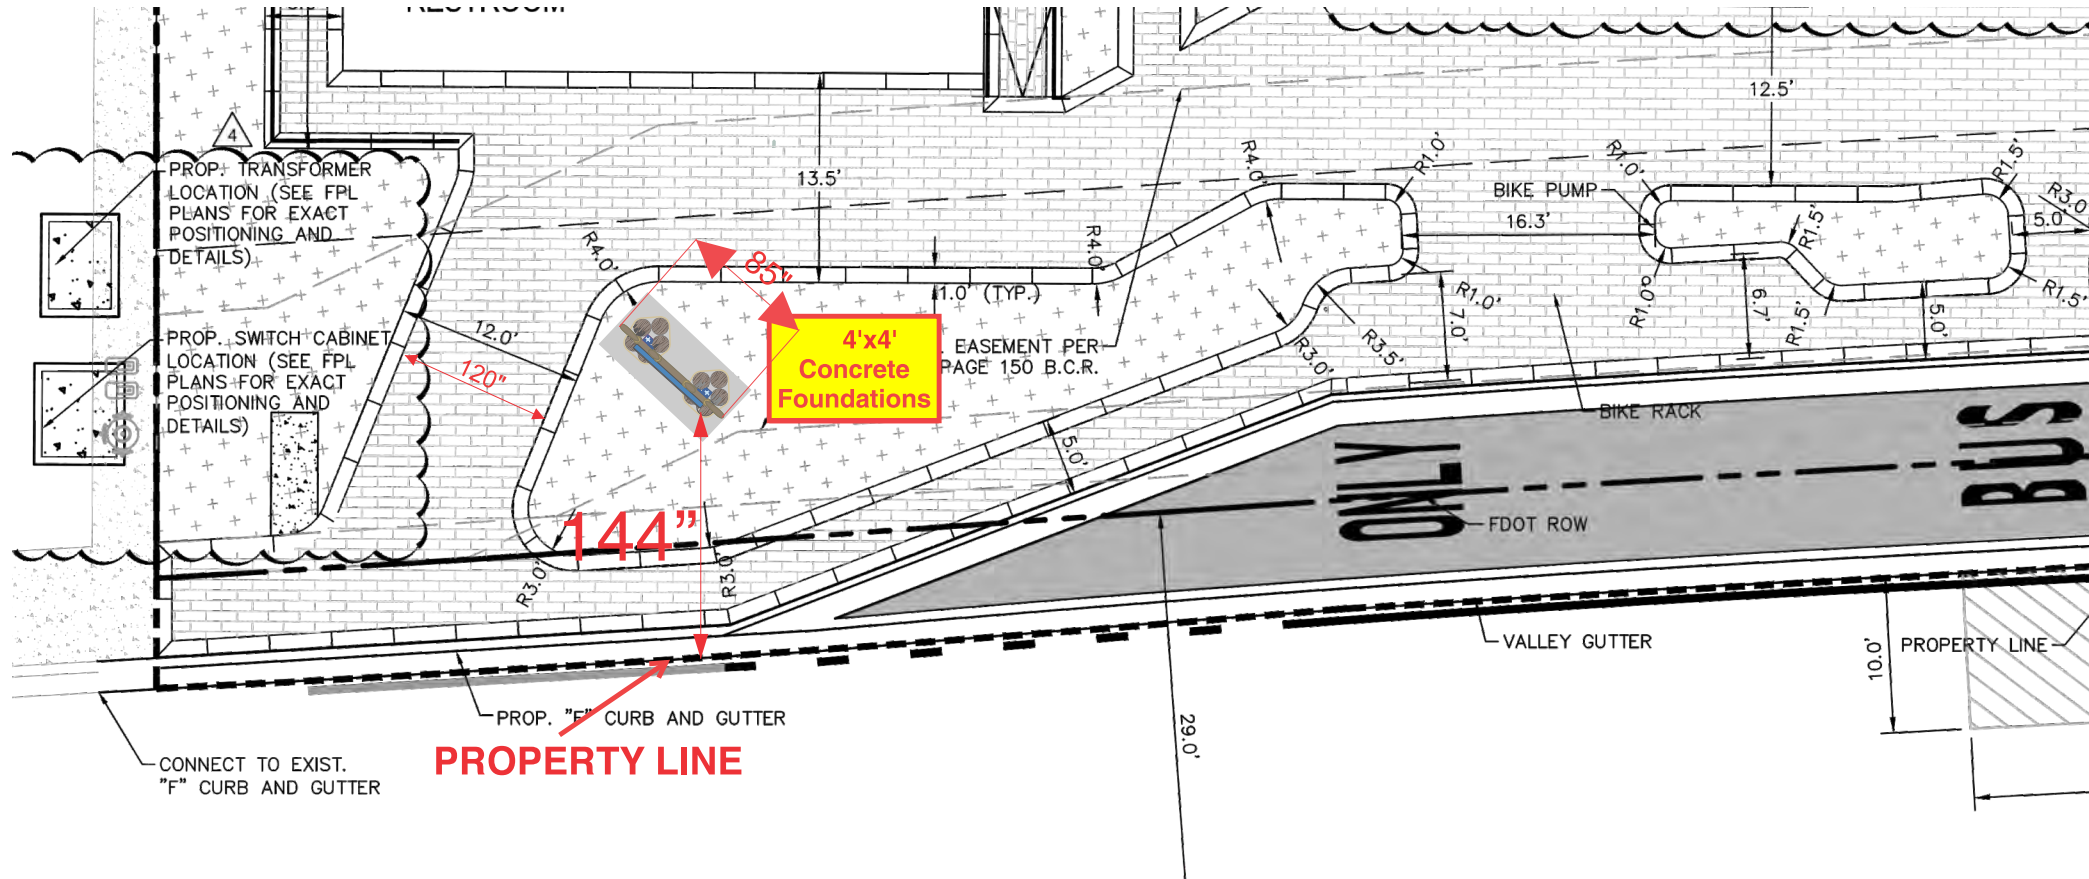 RESTROOM
4
PROP. TRANSFORMER
LOCATION (SEE FPL
PLANS FOR EXACT
POSITIONING AND
DETAILS)
PROP. SWITCH CABINET
LOCATION (SEE FPL
PLANS FOR EXACT
POSITIONING AND
DETAILS)
12.0'
120"
R4.0'
13.5'
85"
1.0' (TYP.)
4'x4'
Concrete
Foundations
EASEMENT PER
PAGE 150 B.C.R.
R4.0'
R4.0'
R1.0'
R1.0'
7.0'
R3.5'
R3.0'
5.0'
12.5'
BIKE PUMP
16.3'
R1.0'
R1.5'
R3.0'
5.0'
R1.5'
R1.0'
6.7'
R1.5'
5.0'
R1.5'
BIKE RACK
ONLY
BUS
FDOT ROW
144”
R3.0'
R3.0'
VALLEY GUTTER
PROPERTY LINE
10.0'
29.0'
PROP. "F" CURB AND GUTTER
PROPERTY LINE
CONNECT TO EXIST.
"F" CURB AND GUTTER